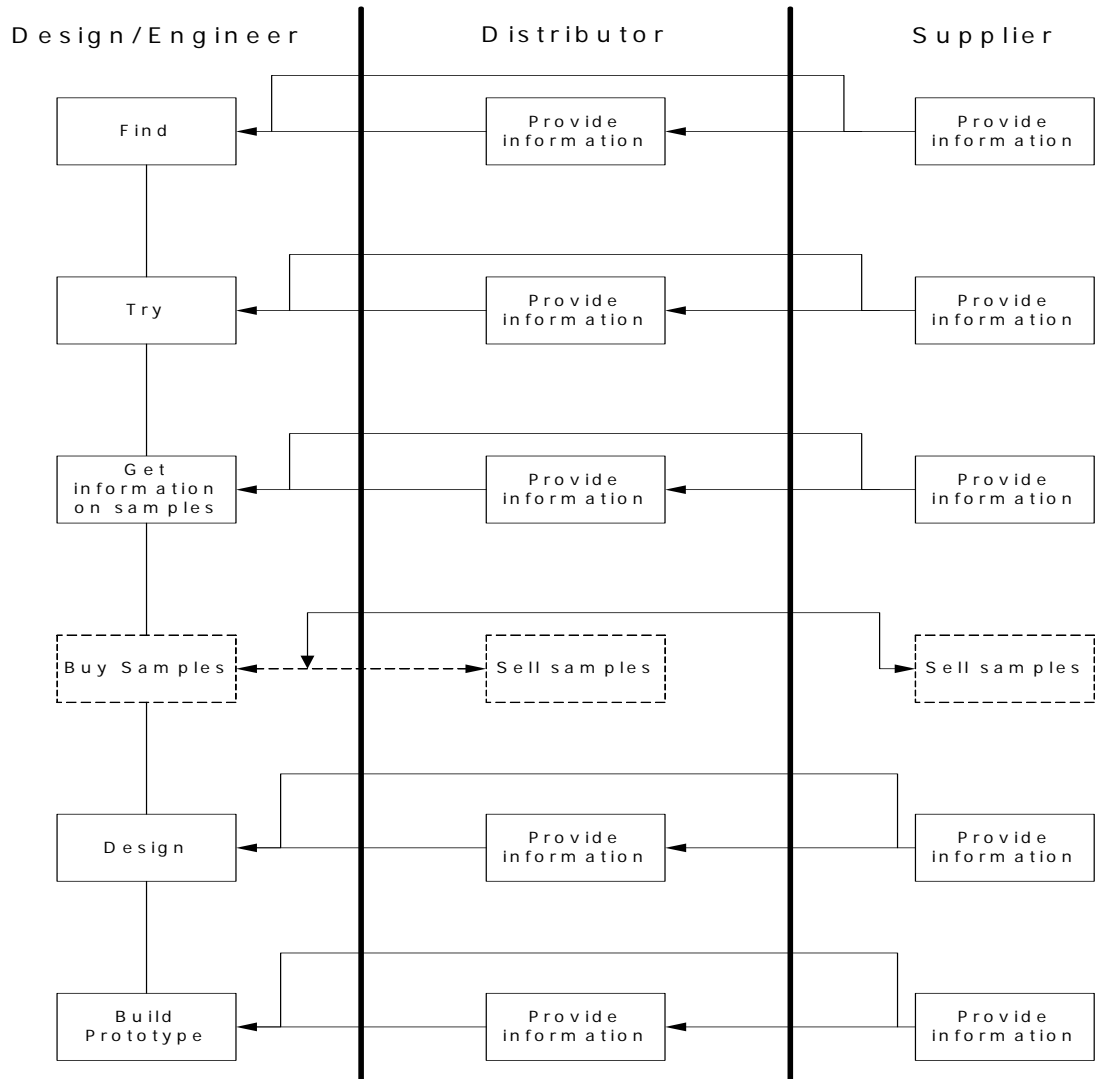 Design/Engineer
Distributor
Supplier
Find
Provide
information
Provide
information
Try
Provide
information
Provide
information
Get
information
on samples
Provide
information
Provide
information
Buy Samples
Sell samples
Sell samples
Design
Provide
information
Provide
information
Build
Prototype
Provide
information
Provide
information